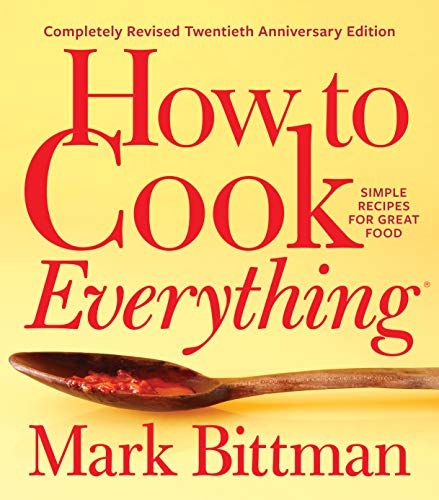 Completely Revised Twentieth Anniversary Edition
How to
Cook
SIMPLE
RECIPES
FOR GREAT
FOOD
Everything®
Mark Bittman